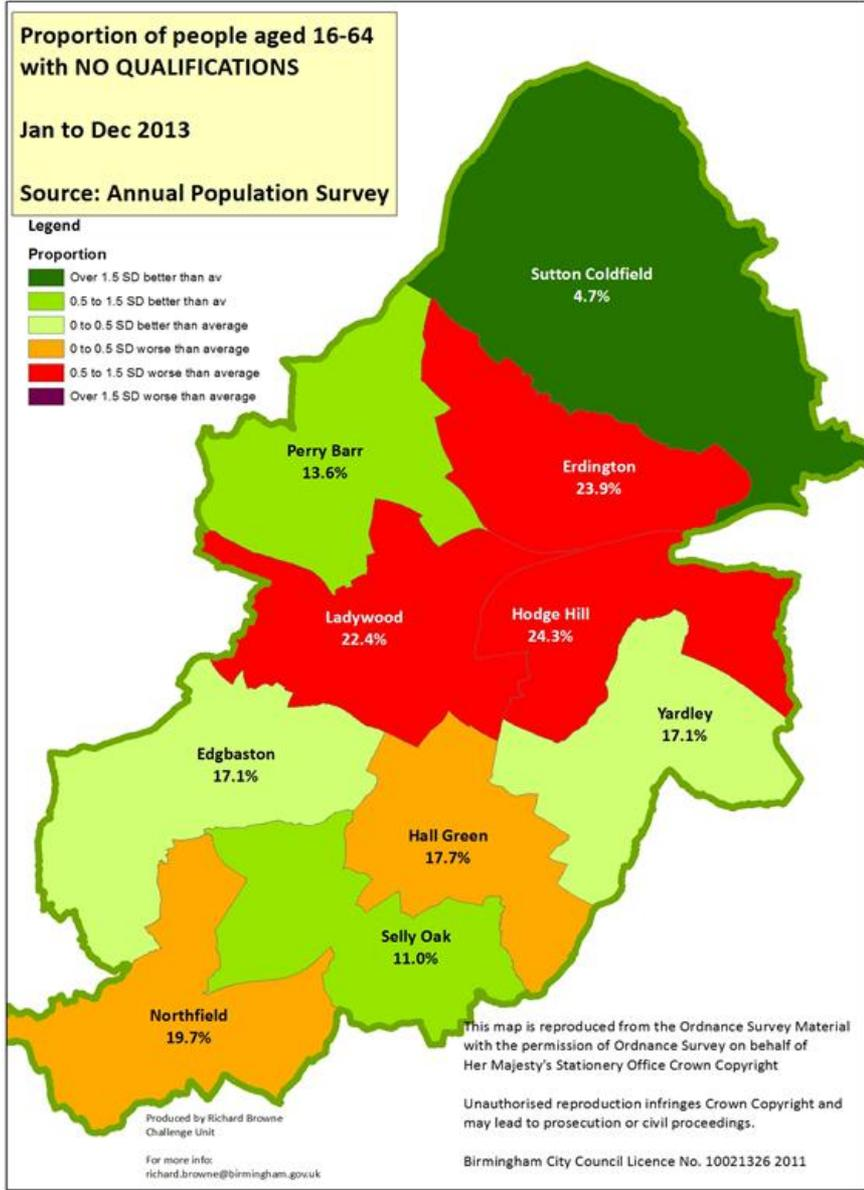 Proportion of people aged 16-64
with NO QUALIFICATIONS
Jan to Dec 2013
Source: Annual Population Survey
Legend
Proportion
Over 1.5 SD better than av
0.5 to 1.5 SD better than av
0 to 0.5 SD better than average
0 to 0.5 SD worse than average
0.5 to 1.5 SD worse than average
Over 1.5 SD worse than average
Sutton Coldfield
4.7%
Perry Barr
13.6%
Erdington
23.9%
Ladywood
22.4%
Hodge Hill
24.3%
Yardley
17.1%
Edgbaston
17.1%
Hall Green
17.7%
Selly Oak
11.0%
Northfield
19.7%
This map is reproduced from the Ordnance Survey Material
with the permission of Ordnance Survey on behalf of
Her Majesty's Stationery Office Crown Copyright
Unauthorised reproduction infringes Crown Copyright and
may lead to prosecution or civil proceedings.
Birmingham City Council Licence No. 10021326 2011
Produced by Richard Browne
Challenge Unit
For more info:
richard.browne@birmingham.gov.uk